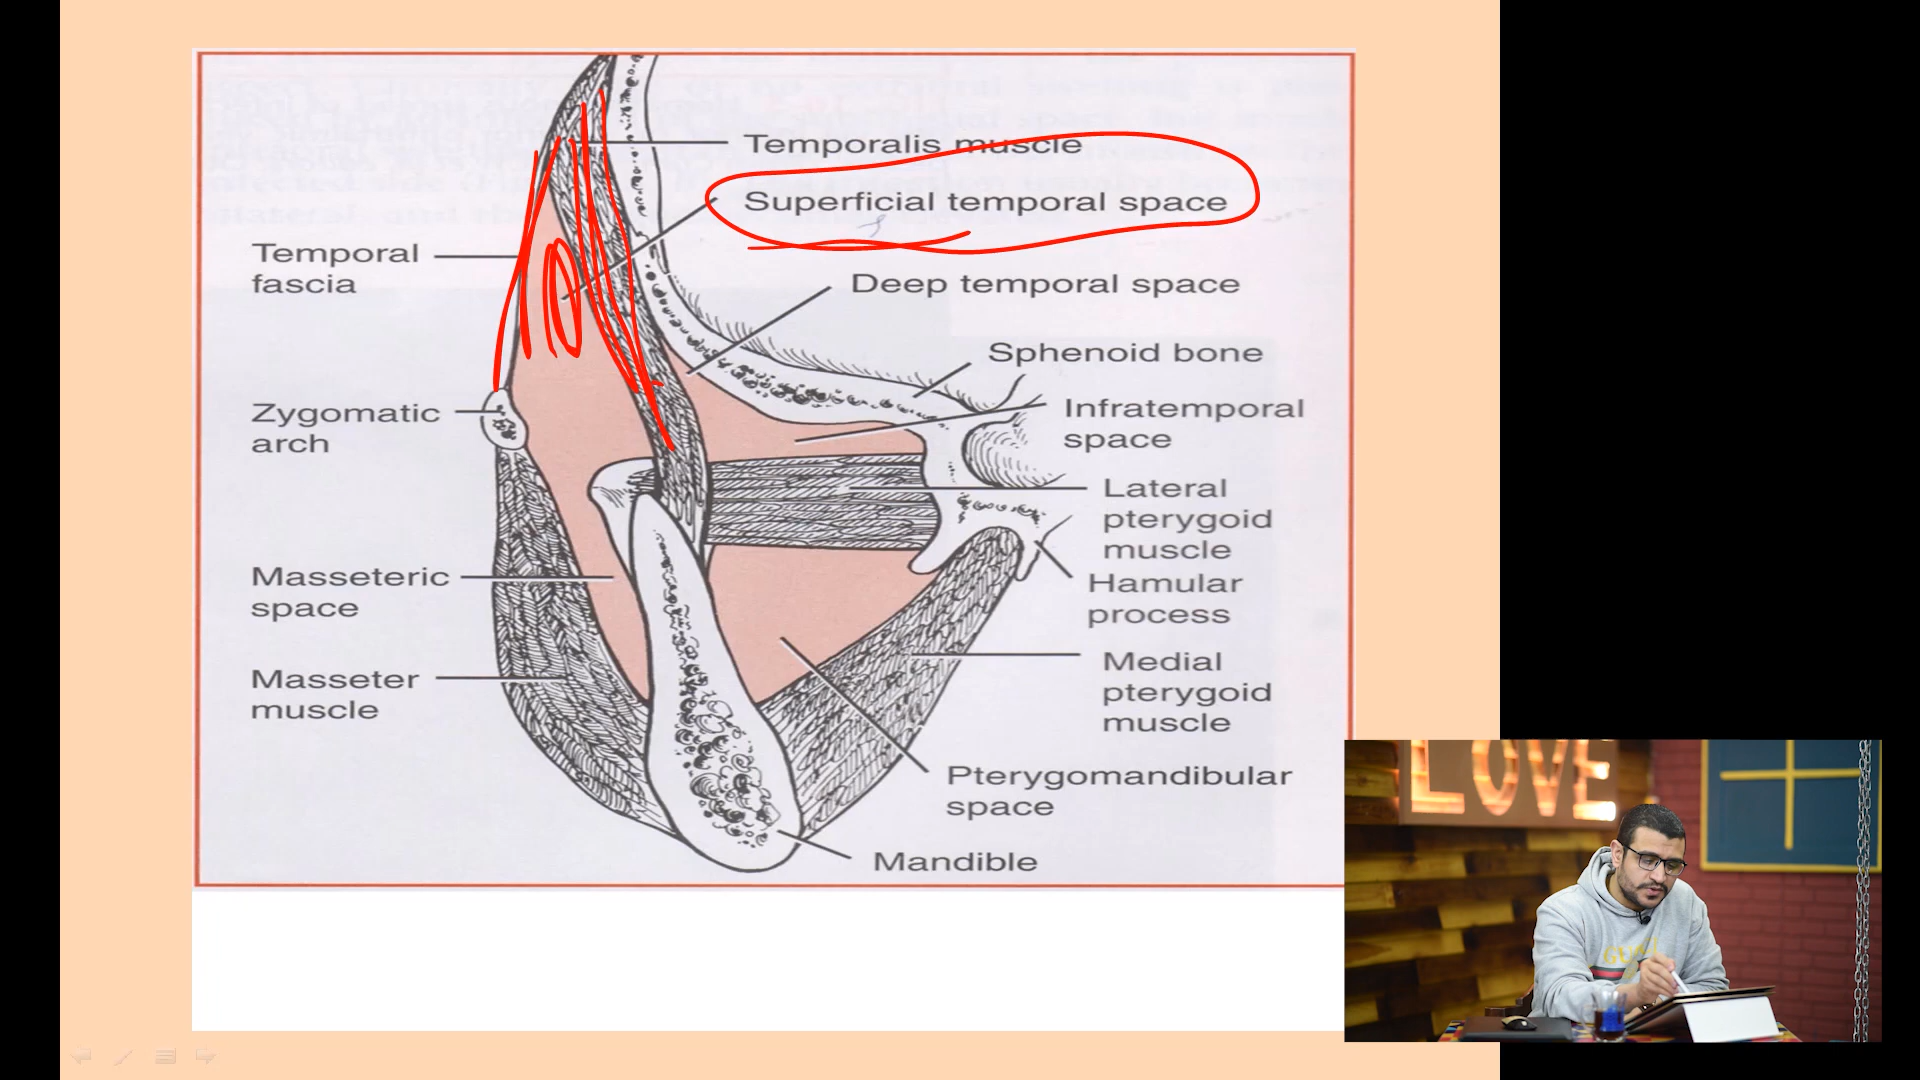 Temporalis muscle
Superficial temporal space
Temporal
fascia
Deep temporal space
Sphenoid bone
Zygomatic
arch
Infratemporal
space
Lateral
pterygoid
muscle
Masseteric
space
Hamular
process
Masseter
muscle
Medial
pterygoid
muscle
Pterygomandibular
space
Mandible
LOVE